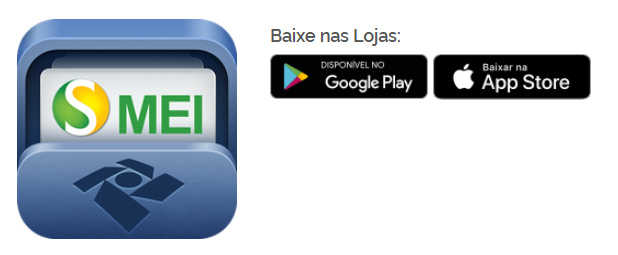 S MEI
Baixe nas Lojas:
DISPONÍVEL NO
Google Play
Baixar na
App Store